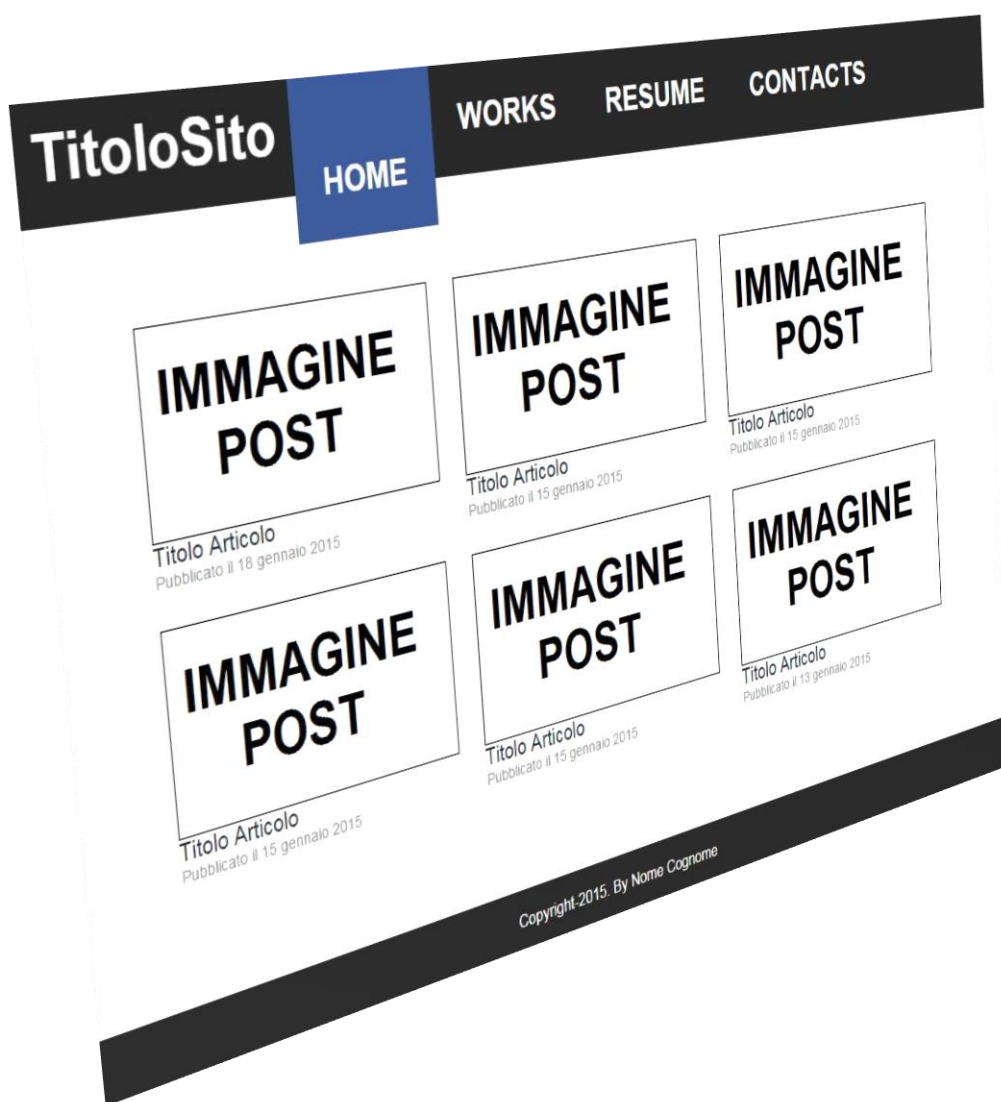 TitoloSito HOME WORKS RESUME CONTACTS
IMMAGINE
POST
Titolo Articolo
Pubblicato il 18 gennaio 2015
IMMAGINE
POST
Titolo Articolo
Pubblicato il 15 gennaio 2015
IMMAGINE
POST
Titolo Articolo
Pubblicato il 15 gennaio 2015
IMMAGINE
POST
Titolo Articolo
Pubblicato il 15 gennaio 2015
IMMAGINE
POST
Titolo Articolo
Pubblicato il 15 gennaio 2015
IMMAGINE
POST
Titolo Articolo
Pubblicato il 13 gennaio 2015
Copyright-2015. By Nome Cognome